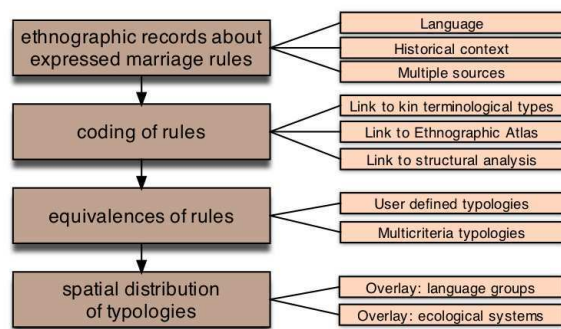 ethnographic records about
expressed marriage rules
Language
Historical context
Multiple sources
coding of rules
Link to kin terminological types
Link to Ethnographic Atlas
Link to structural analysis
equivalences of rules
User defined typologies
Multicriteria typologies
spatial distribution
of typologies
Overlay: language groups
Overlay: ecological systems